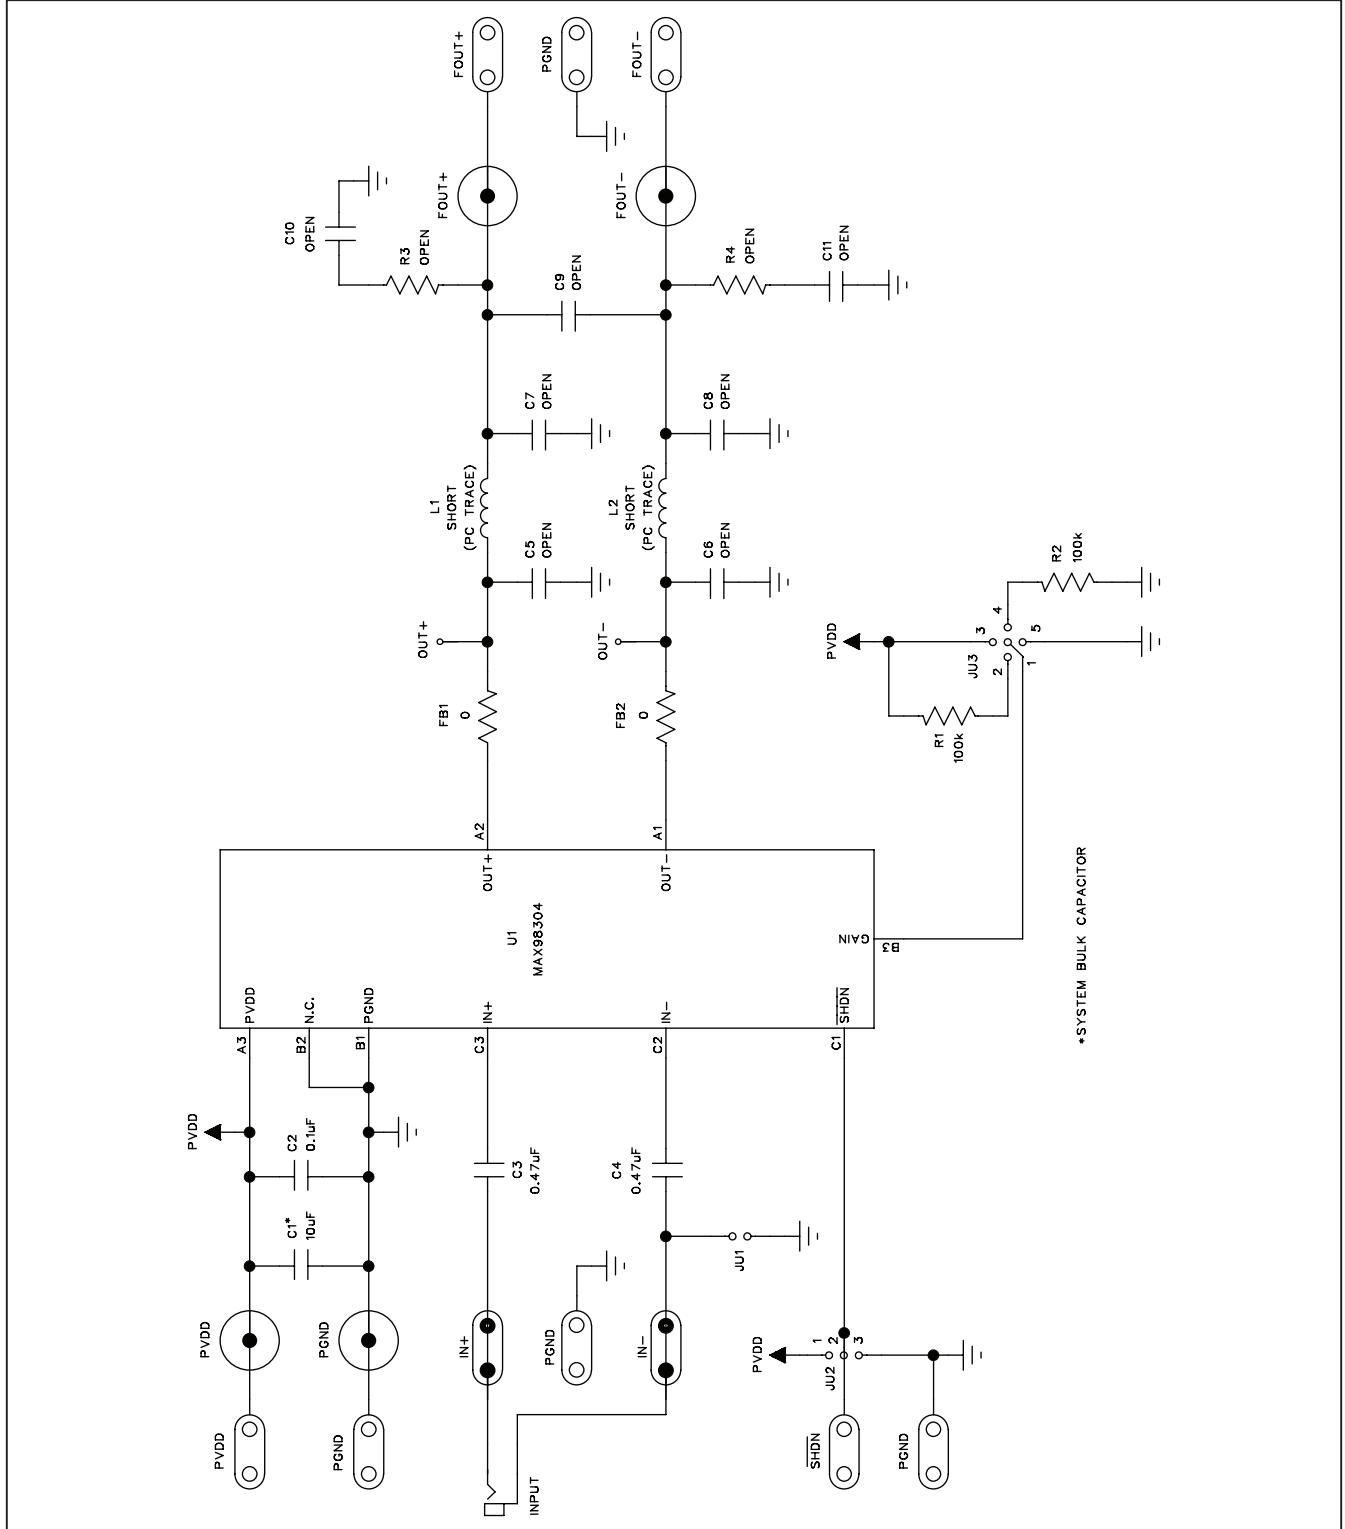 PVDD
PVDD
PVDD
C1*
10uF
C2
0.1uF
A3
PVDD
B2
N.C.
PGND
PGND
B1
PGND
U1
MAX98304
INPUT
IN+
C3
0.47uF
C3
IN+
PGND
IN-
C4
0.47uF
C2
IN-
JU1
SHDN
PVDD
JU2
1
2
3
PGND
C1
SHDN
GAIN
B3
OUT+
A2
FB1
0
OUT+
C5
OPEN
L1
SHORT
(PC TRACE)
C7
OPEN
R3
OPEN
C10
OPEN
C9
OPEN
FOUT+
FOUT+
PGND
OUT-
A1
FB2
0
OUT-
C6
OPEN
L2
SHORT
(PC TRACE)
C8
OPEN
R4
OPEN
C11
OPEN
FOUT-
FOUT-
PVDD
R1
100k
JU3
2
3
1
4
5
R2
100k
*SYSTEM BULK CAPACITOR